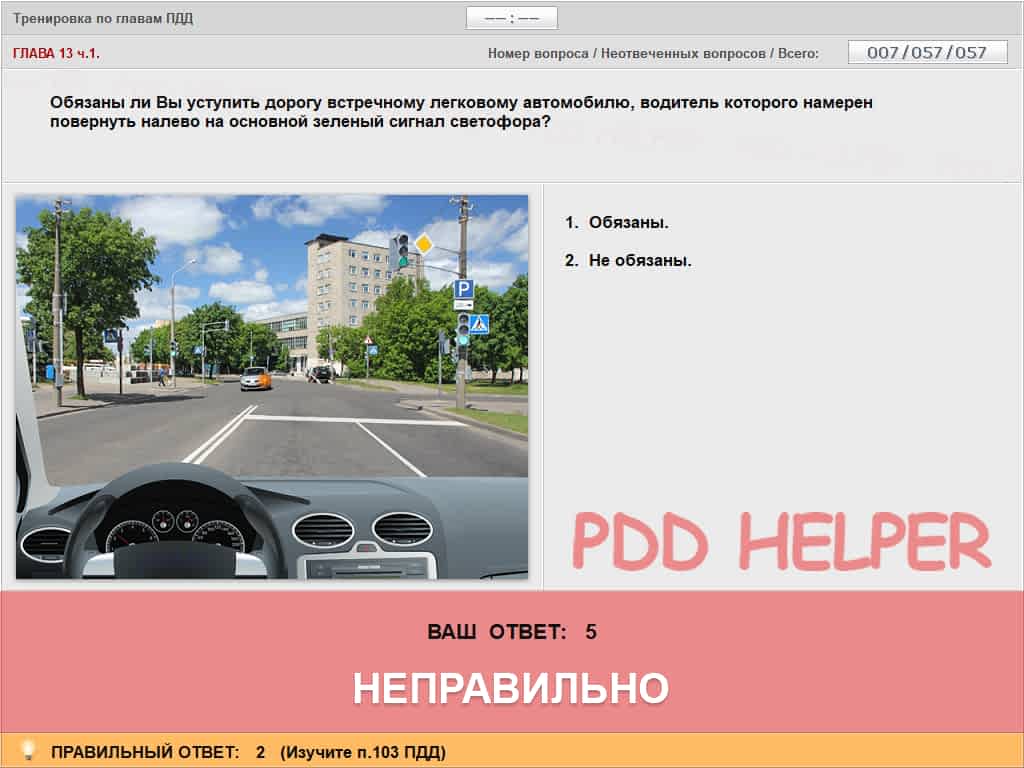 Тренировка по главам ПДД
–– : ––
ГЛАВА 13 ч.1.
Номер вопроса / Неотвеченных вопросов / Всего:
007/057/057
Обязаны ли Вы уступить дорогу встречному легковому автомобилю, водитель которого намерен
повернуть налево на основной зеленый сигнал светофора?
P
1. Обязаны.
2. Не обязаны.
PDD HELPER
ВАШ ОТВЕТ: 5
НЕПРАВИЛЬНО
ПРАВИЛЬНЫЙ ОТВЕТ: 2 (Изучите п.103 ПДД)